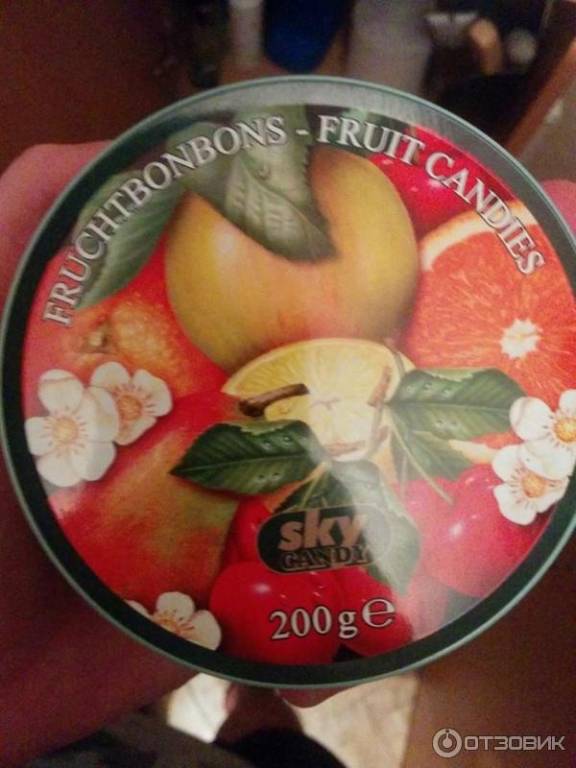 FRUCHTBONBONS - FRUIT CANDIES
sky
CANDY
200g℮
ОТЗОВИК